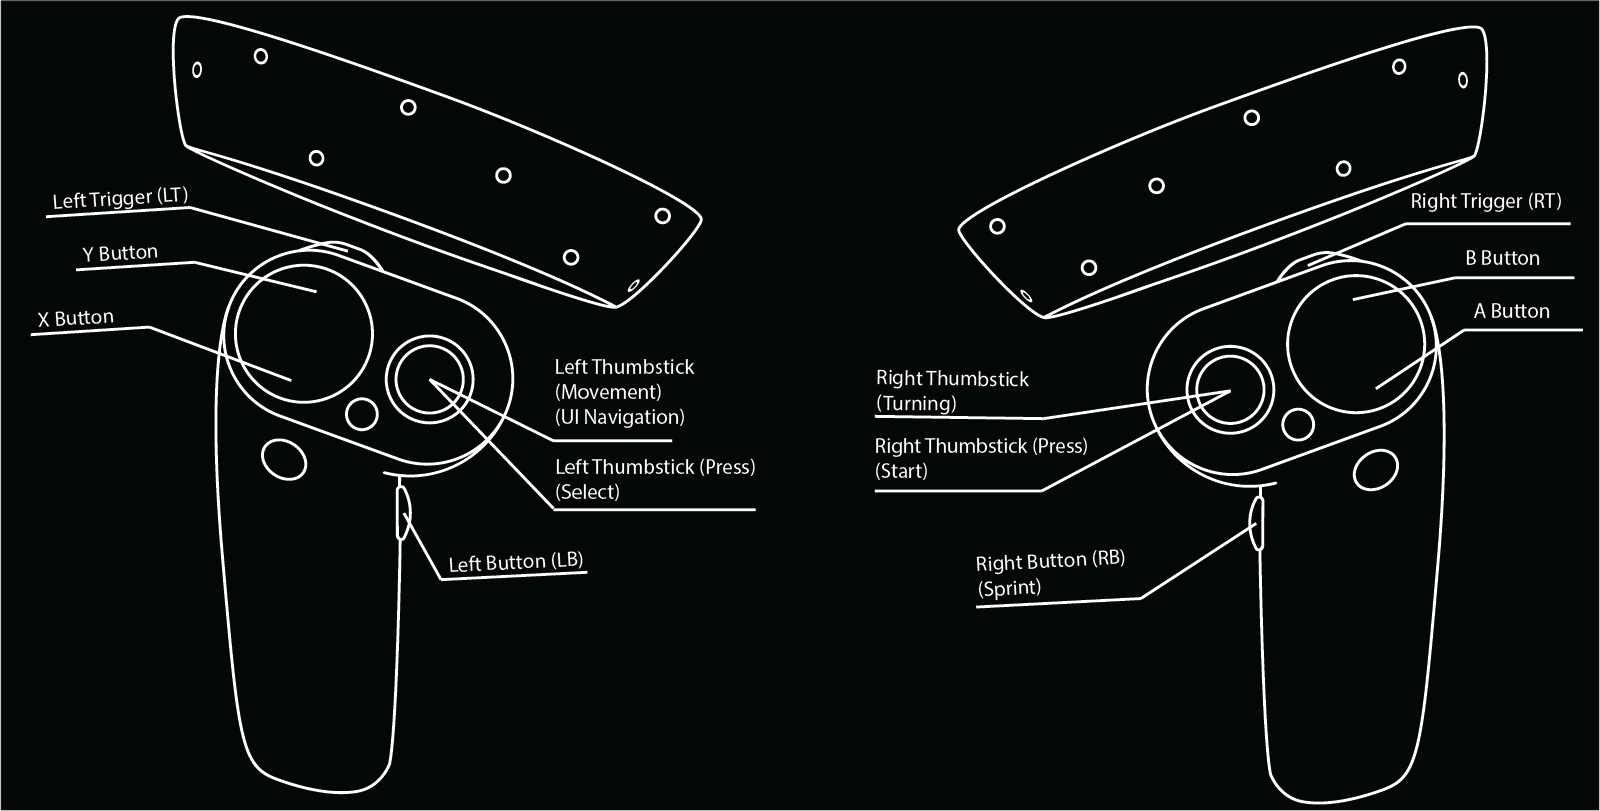 Left Trigger (LT)
Y Button
X Button
Left Thumbstick
(Movement)
(UI Navigation)
Left Thumbstick (Press)
(Select)
Left Button (LB)
Right Trigger (RT)
B Button
A Button
Right Thumbstick
(Turning)
Right Thumbstick (Press)
(Start)
Right Button (RB)
(Sprint)